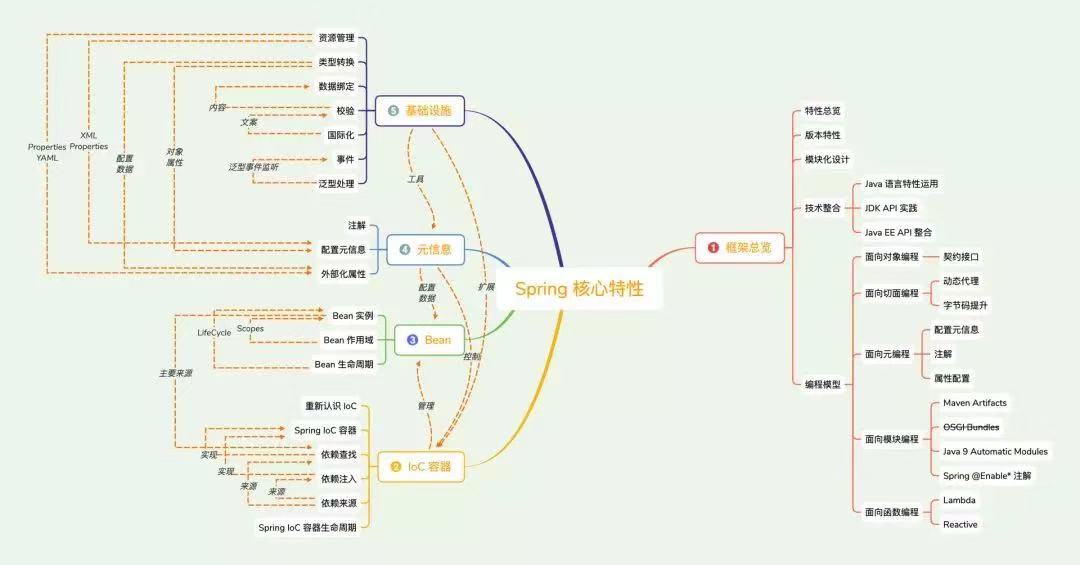 Spring 核心特性
1 框架总览
特性总览
版本特性
模块化设计
技术整合
Java 语言特性运用
JDK API 实践
Java EE API 整合
编程模型
面向对象编程
契约接口
面向切面编程
动态代理
字节码提升
面向元编程
配置元信息
注解
属性配置
面向模块编程
Maven Artifacts
OSGI Bundles
Java 9 Automatic Modules
Spring @Enable* 注解
面向函数编程
Lambda
Reactive
2 IoC 容器
重新认识 IoC
Spring IoC 容器
依赖查找
依赖注入
依赖来源
Spring IoC 容器生命周期
实现
实现
来源
来源
3 Bean
Bean 实例
Bean 作用域
Bean 生命周期
LifeCycle
Scopes
主要来源
4 元信息
注解
配置元信息
外部化属性
5 基础设施
资源管理
类型转换
数据绑定
校验
国际化
事件
泛型处理
内容
文案
泛型事件监听
Properties
YAML
XML
Properties
配置
数据
对象
属性
工具
扩展
配置
数据
控制
管理